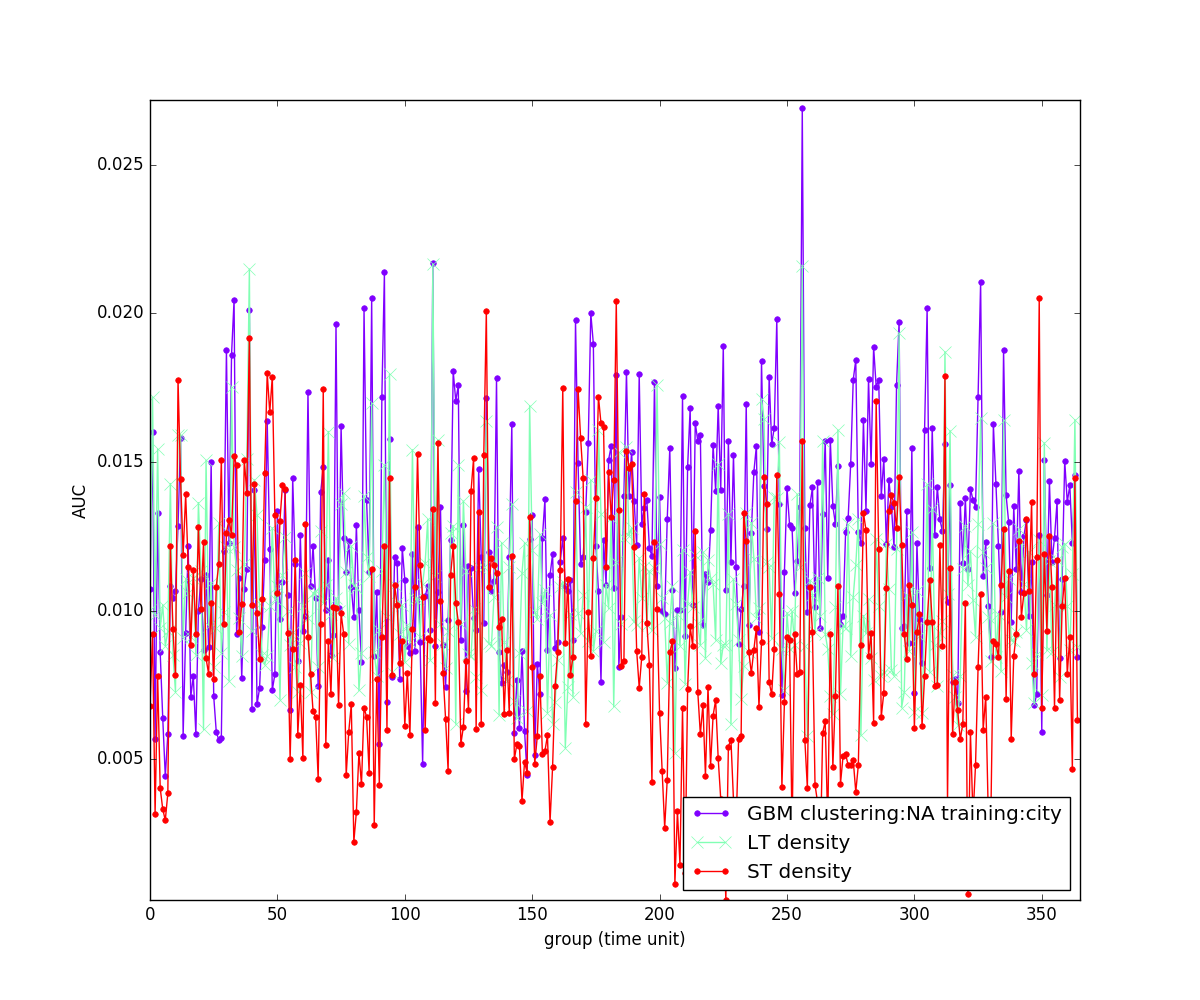 0.025
0.020
0.015
0.010
0.005
AUC
0 50 100 150 200 250 300 350
group (time unit)
GBM clustering:NA training:city
LT density
ST density